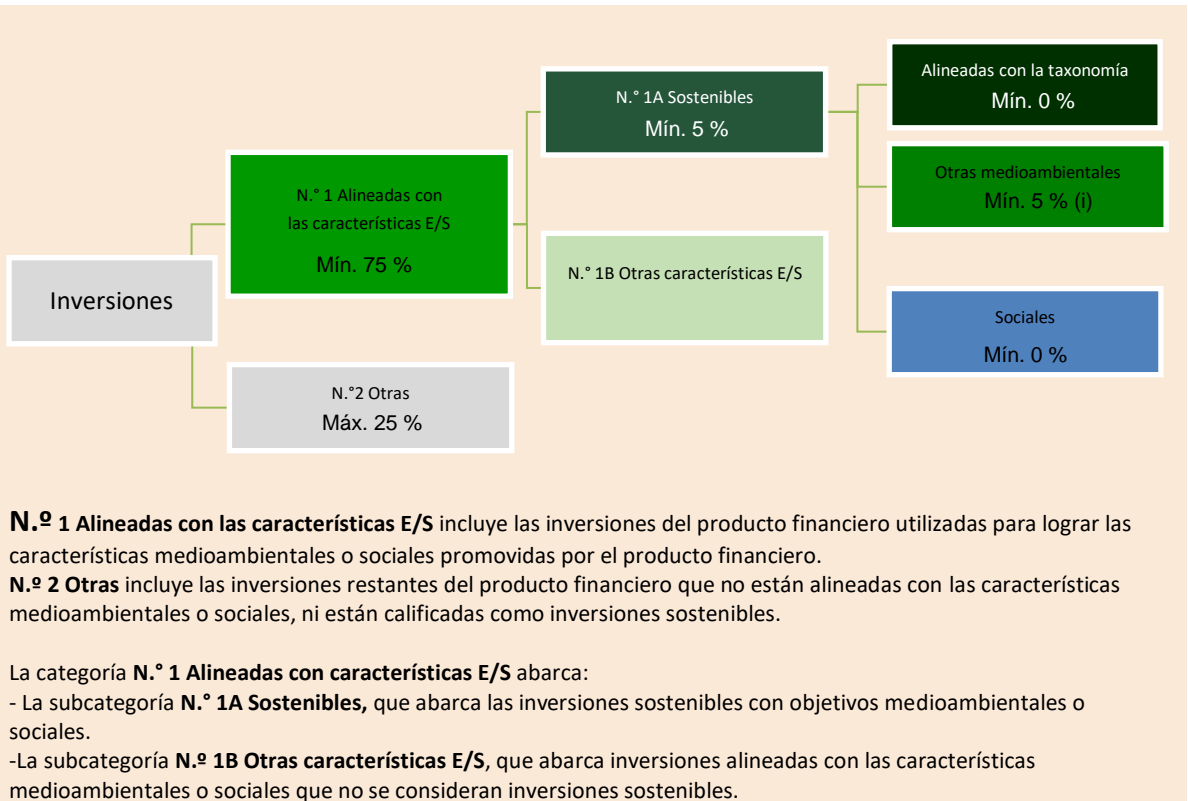 Inversiones
N.° 1 Alineadas con
las características E/S
Mín. 75 %
N.°2 Otras
Máx. 25 %
N.° 1A Sostenibles
Mín. 5 %
N.° 1B Otras características E/S
Alineadas con la taxonomía
Mín. 0 %
Otras medioambientales
Mín. 5 % (i)
Sociales
Mín. 0 %
N.º 1 Alineadas con las características E/S incluye las inversiones del producto financiero utilizadas para lograr las
características medioambientales o sociales promovidas por el producto financiero.
N.º 2 Otras incluye las inversiones restantes del producto financiero que no están alineadas con las características
medioambientales o sociales, ni están calificadas como inversiones sostenibles.
La categoría N.° 1 Alineadas con características E/S abarca:
- La subcategoría N.° 1A Sostenibles, que abarca las inversiones sostenibles con objetivos medioambientales o
sociales.
-La subcategoría N.º 1B Otras características E/S, que abarca inversiones alineadas con las características
medioambientales o sociales que no se consideran inversiones sostenibles.